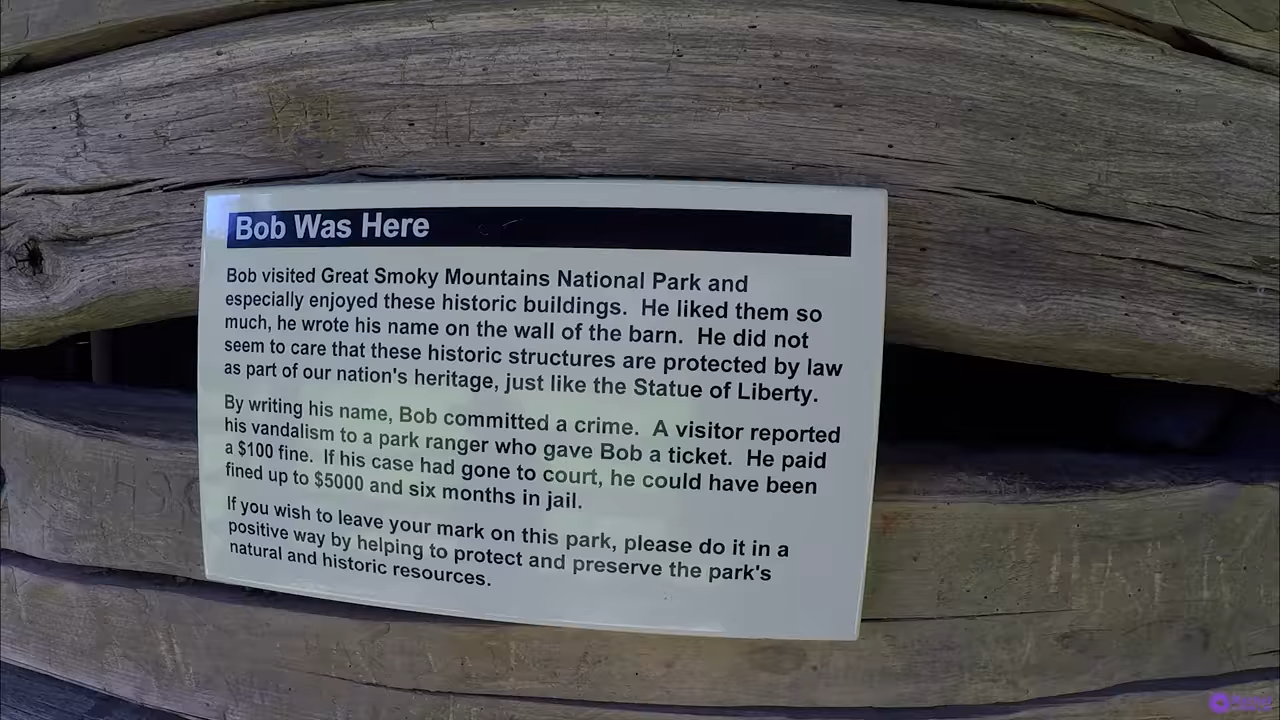 Bob Was Here
Bob visited Great Smoky Mountains National Park and
especially enjoyed these historic buildings.  He liked them so
much, he wrote his name on the wall of the barn.  He did not
seem to care that these historic structures are protected by law
as part of our nation's heritage, just like the Statue of Liberty.
By writing his name, Bob committed a crime.  A visitor reported
his vandalism to a park ranger who gave Bob a ticket.  He paid
a $100 fine.  If his case had gone to court, he could have been
fined up to $5000 and six months in jail.
If you wish to leave your mark on this park, please do it in a
positive way by helping to protect and preserve the park's
natural and historic resources.